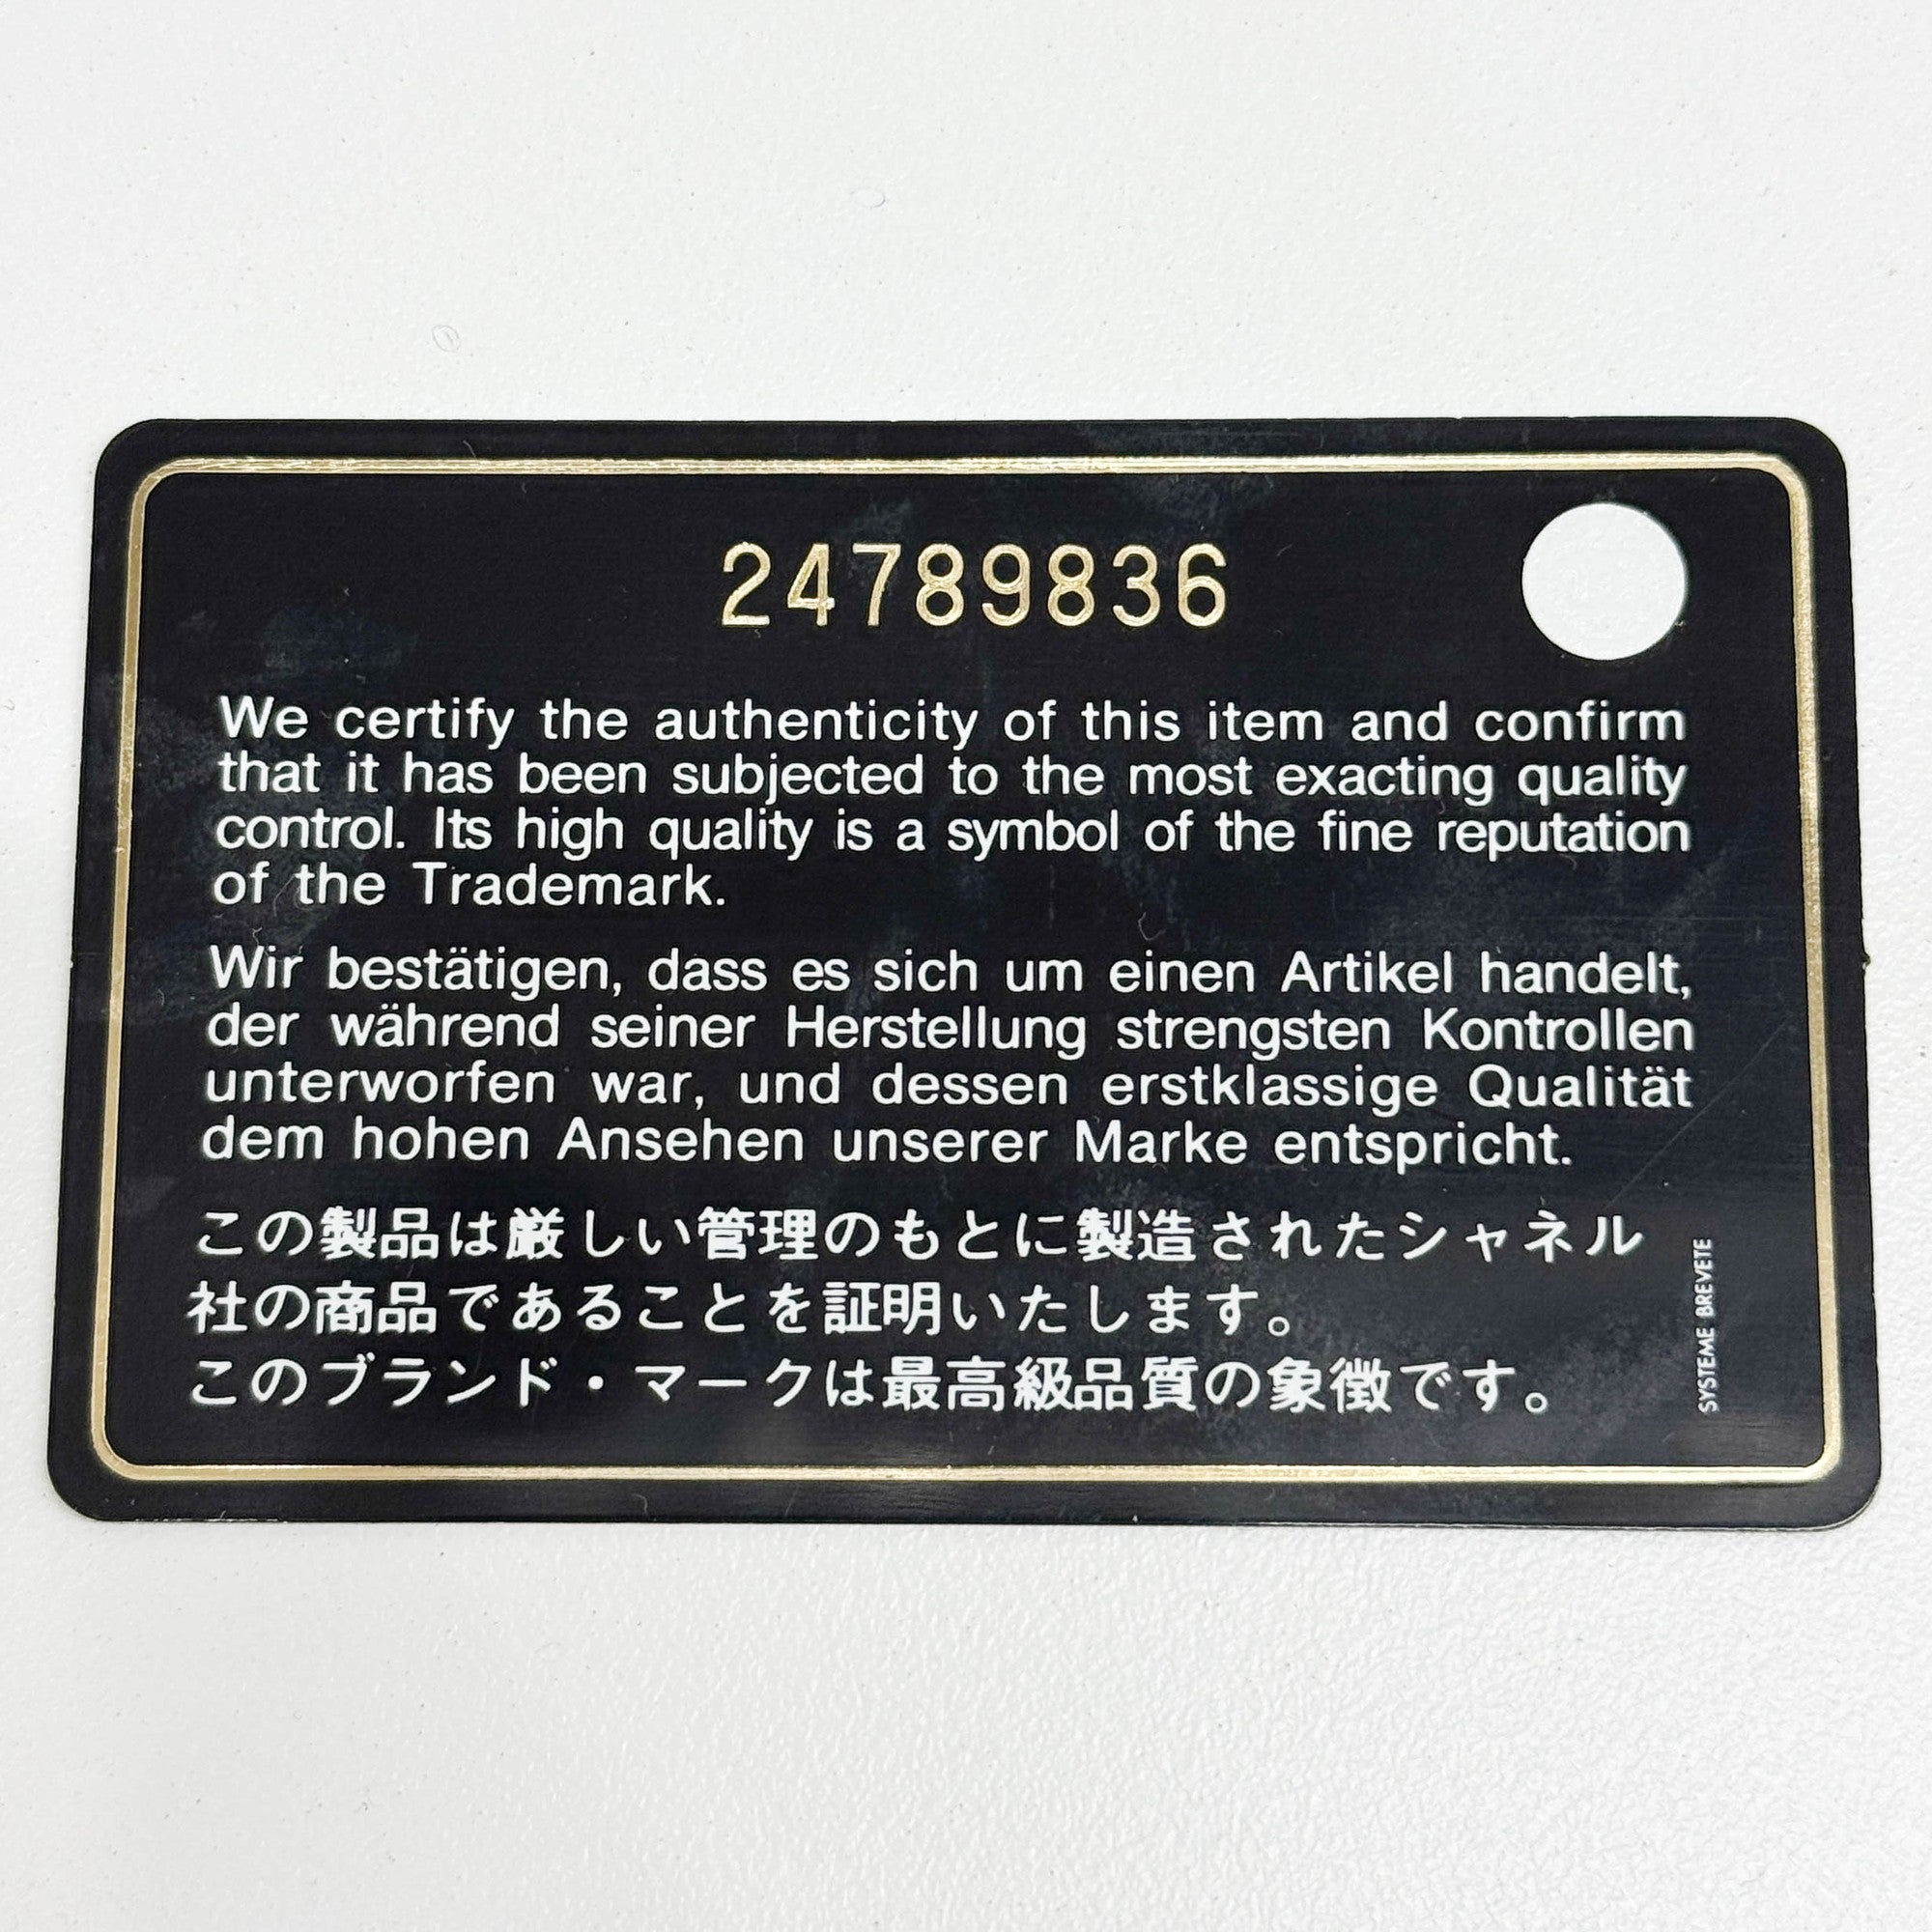 24789836
We certify the authenticity of this item and confirm
that it has been subjected to the most exacting quality
control. Its high quality is a symbol of the fine reputation
of the Trademark.
Wir bestätigen, dass es sich um einen Artikel handelt,
der während seiner Herstellung strengsten Kontrollen
unterworfen war, und dessen erstklassige Qualität
dem hohen Ansehen unserer Marke entspricht.
この製品は厳しい管理のもとに製造されたシャネル
社の商品であることを証明いたします。
このブランド・マークは最高級品質の象徴です。
SYSTEME BREVETE